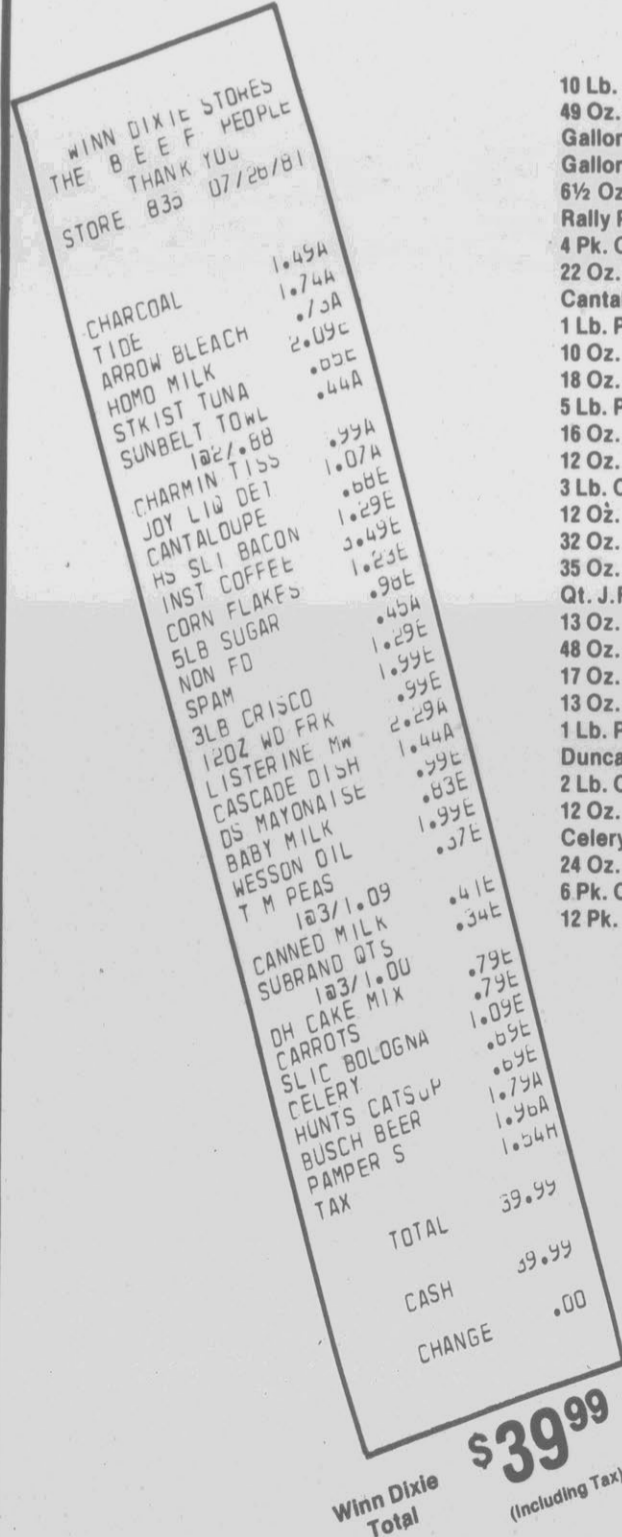 WINN DIXIE STORES
THE B E E F PEOPLE
THANK YOU
STORE 835 07/26/81
CHARCOAL 1.49A
TIDE 1.74A
ARROW BLEACH .73A
HOMO MILK 2.09E
STKIST TUNA
SUNBELT TOWL .44A
1@2/.88
CHARMIN TISS .99A
JOY LIQ DET 1.07A
CANTALOUPE .68E
HS SLI BACON 1.29E
INST COFFEE 3.49E
CORN FLAKES 1.23E
5LB SUGAR .98E
NON FD .45A
SPAM 1.29E
3LB CRISCO 1.99E
12OZ WD FRK .99E
LISTERINE MW 2.29A
CASCADE DISH 1.44A
DS MAYONAISE .99E
BABY MILK .83E
WESSON OIL 1.99E
T M PEAS .37E
1@3/1.09
CANNED MILK .41E
SUBRAND QTS .34E
1@3/1.00
DH CAKE MIX .79E
CARROTS .79E
SLIC BOLOGNA 1.09E
CELERY
HUNTS CATSUP
BUSCH BEER 1.79A
PAMPER S 1.96A
TAX 1.54H
TOTAL 39.99
CASH 39.99
CHANGE .00
Winn Dixie
Total
$39 99
(Including Tax)
10 Lb.
49 Oz.
Gallon
Gallon
6½ Oz
Rally
4 Pk.
22 Oz.
Canta
1 Lb. P
10 Oz.
18 Oz.
5 Lb. P
16 Oz.
12 Oz.
3 Lb. C
12 Oz.
32 Oz.
35 Oz.
Qt. J.F
13 Oz.
48 Oz.
17 Oz.
13 Oz.
1 Lb. P
Dunca
2 Lb. C
12 Oz.
Celery
24 Oz.
6 Pk. C
12 Pk.